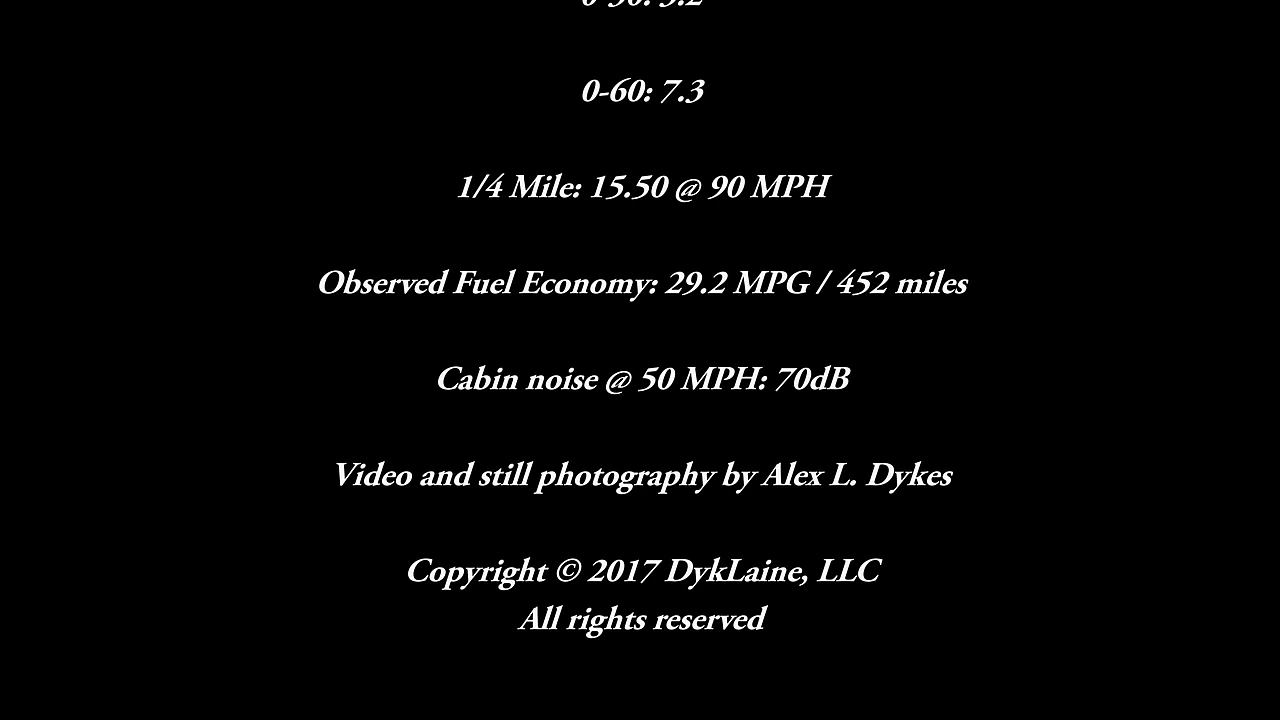 0-60: 7.3
1/4 Mile: 15.50 @ 90 MPH
Observed Fuel Economy: 29.2 MPG / 452 miles
Cabin noise @ 50 MPH: 70dB
Video and still photography by Alex L. Dykes
Copyright © 2017 DykLaine, LLC
All rights reserved